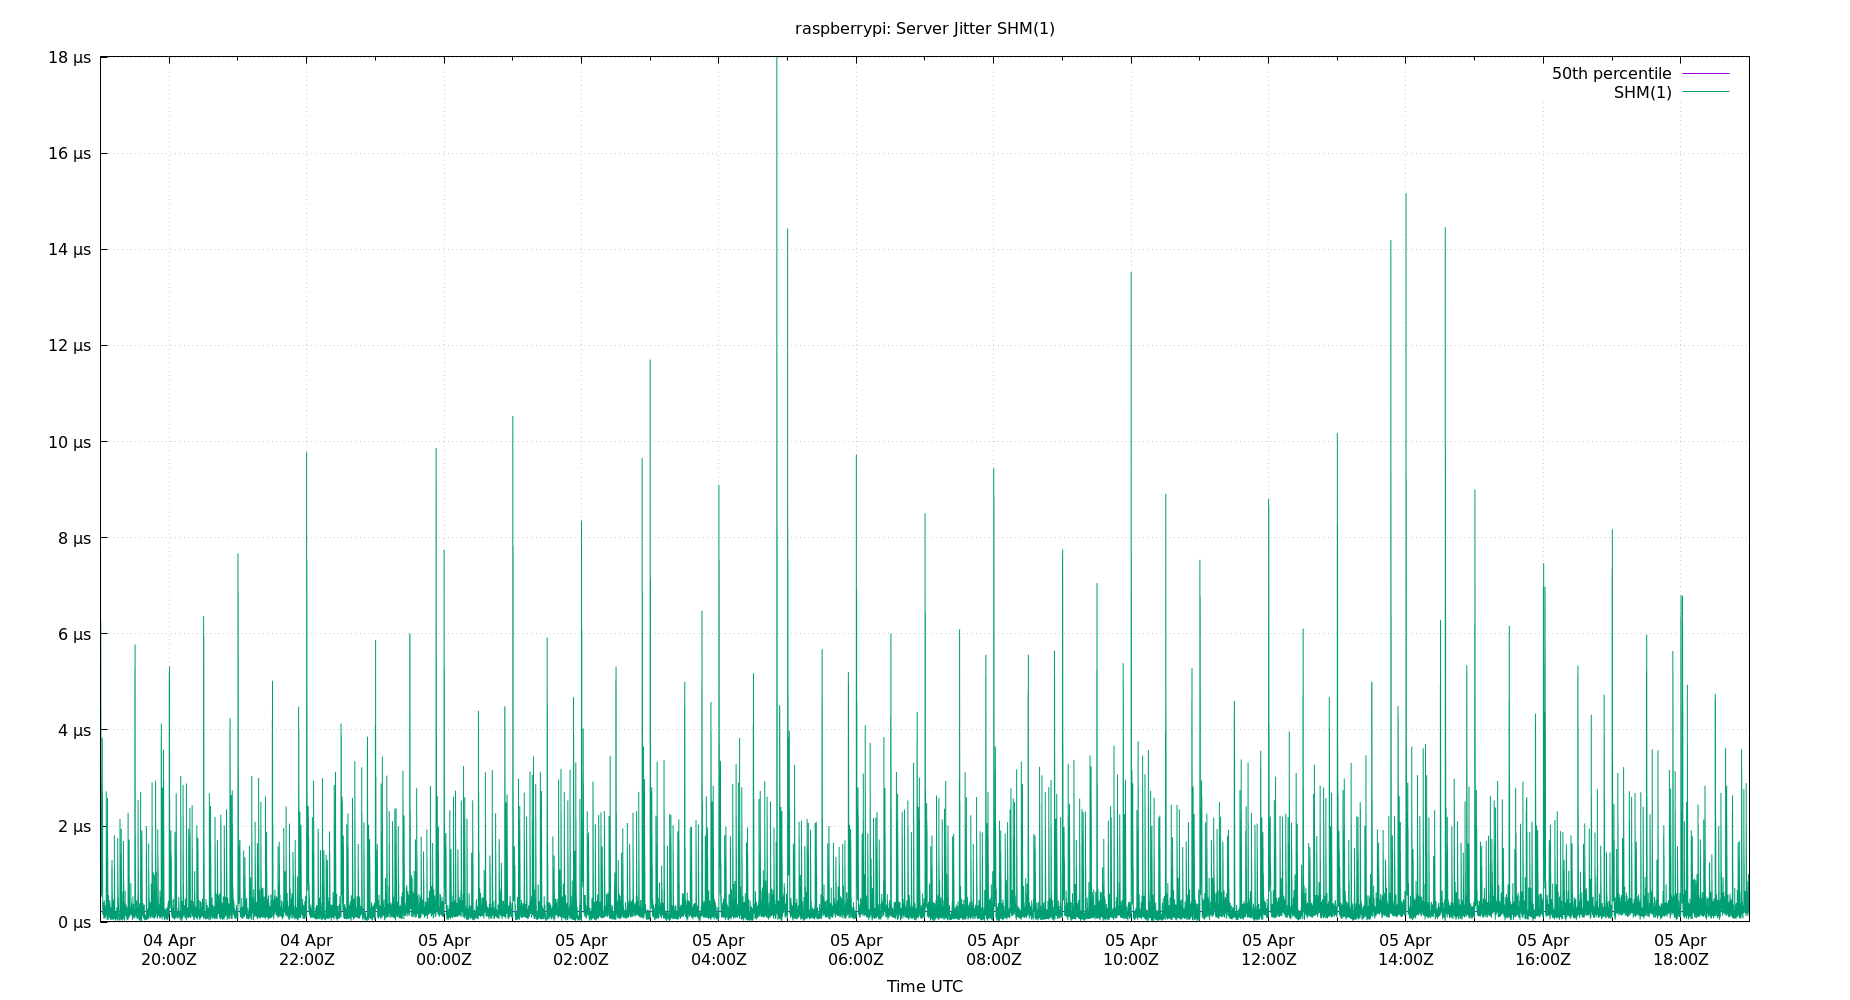 raspberrypi: Server Jitter SHM(1)
18 µs
50th percentile
SHM(1)
16 µs
14 µs
12 µs
10 µs
8 µs
6 µs
4 µs
2 µs
0 µs
04 Apr 04 Apr 05 Apr 05 Apr 05 Apr 05 Apr 05 Apr 05 Apr 05 Apr 05 Apr 05 Apr 05 Apr
20:00Z 22:00Z 00:00Z 02:00Z 04:00Z 06:00Z 08:00Z 10:00Z 12:00Z 14:00Z 16:00Z 18:00Z
Time UTC